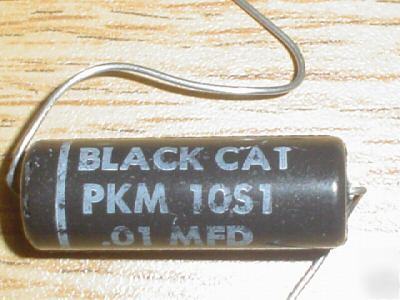 BLACK CAT
PKM 10S1
.01 MFD